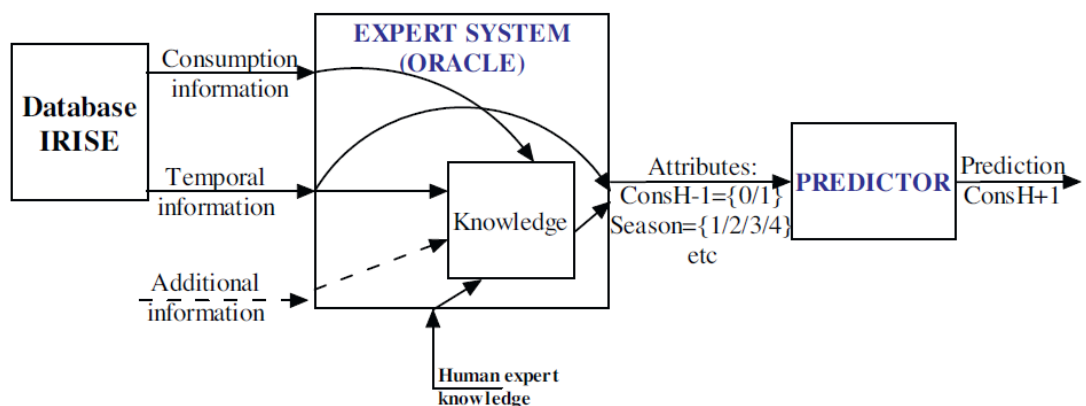 EXPERT SYSTEM
(ORACLE)
Consumption
information
Database
IRISE
Temporal
information
Knowledge
Attributes:
ConsH-1={0/1}
Season={1/2/3/4}
etc
PREDICTOR
Prediction
ConsH+1
Additional
information
Human expert
knowledge